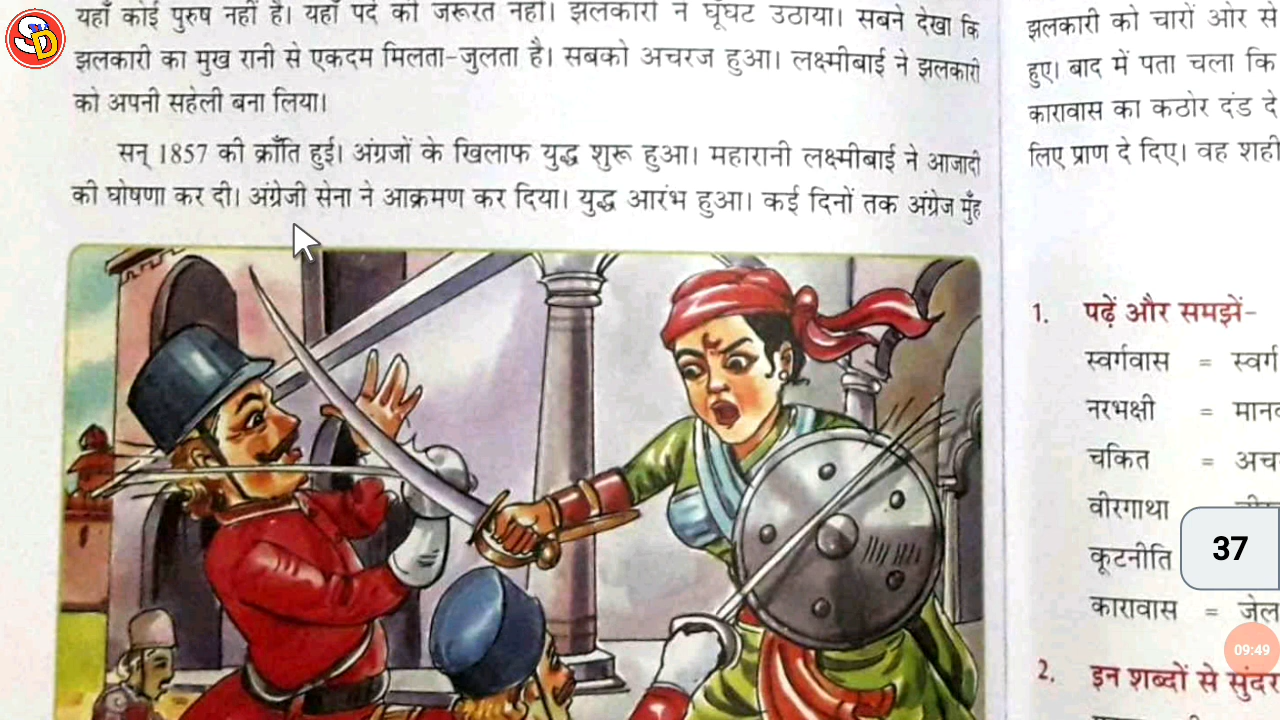 यहाँ कोई पुरुष नहीं है। यहाँ पर्दे की जरूरत नहीं। झलकारी ने घूँघट उठाया। सबने देखा कि
झलकारी का मुख रानी से एकदम मिलता-जुलता है। सबको अचरज हुआ। लक्ष्मीबाई ने झलकारी
को अपनी सहेली बना लिया।
सन् 1857 की क्राँति हुई। अंग्रजों के खिलाफ युद्ध शुरू हुआ। महारानी लक्ष्मीबाई ने आजादी
की घोषणा कर दी। अंग्रेजी सेना ने आक्रमण कर दिया। युद्ध आरंभ हुआ। कई दिनों तक अंग्रेज मुँह
झलकारी को चारों ओर से
हुए। बाद में पता चला कि
कारावास का कठोर दंड दे
लिए प्राण दे दिए। वह शही
1. पढ़ें और समझें-
स्वर्गवास = स्वर्ग
नरभक्षी = मान
चकित = अच
वीरगाथा
कूटनीति
कारावास = जेल
2. इन शब्दों से सुंदर
37
09:49
SD